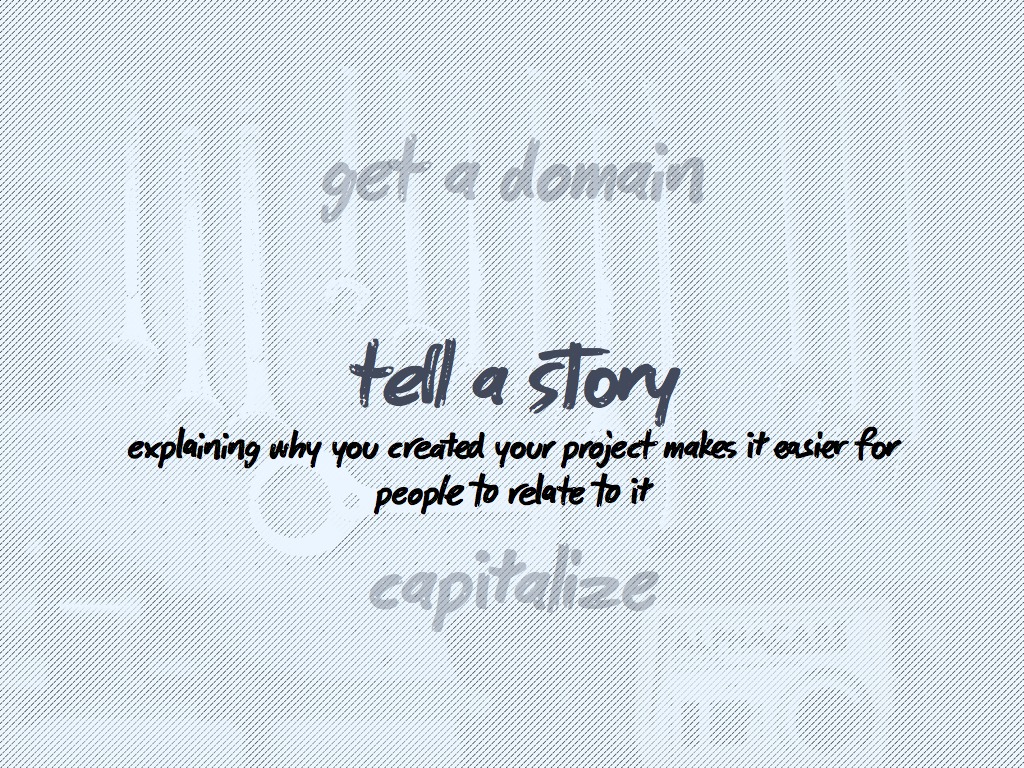 get a domain
tell a story
explaining why you created your project makes it easier for
people to relate to it
capitalize